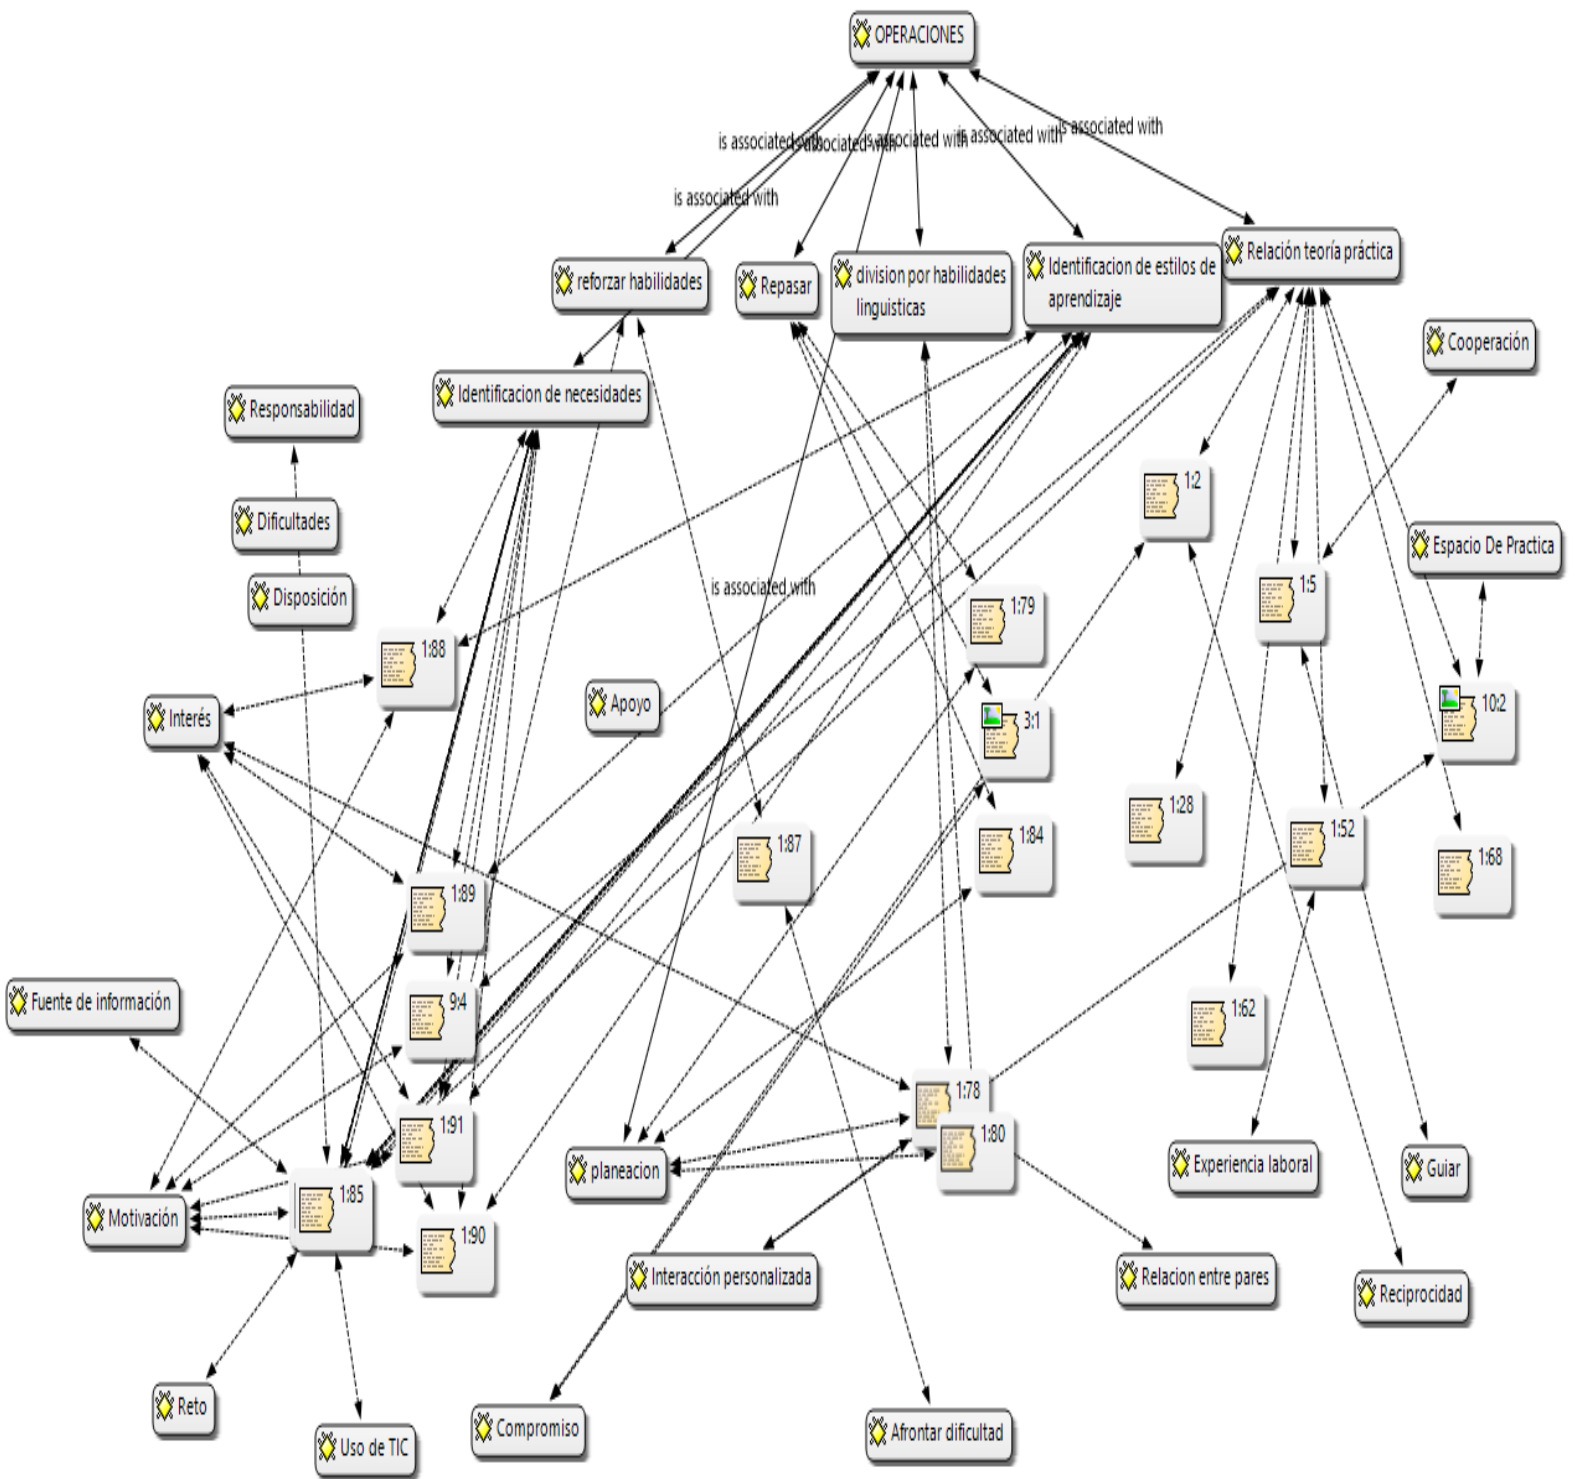 OPERACIONES
is associated with
is associated with
is associated with
is associated with
is associated with
is associated with
Relación teoría práctica
reforzar habilidades
Repasar
division por habilidades
linguisticas
Identificacion de estilos de
aprendizaje
Cooperación
Identificacion de necesidades
Responsabilidad
1:2
Dificultades
Espacio De Practica
Disposición
is associated with
1:5
1:79
1:88
Interés
Apoyo
3:1
10:2
1:28
1:52
1:87
1:84
1:68
1:89
Fuente de información
9:4
1:62
1:78
1:91
1:80
planeacion
Experiencia laboral
Guiar
1:85
Motivación
1:90
Interacción personalizada
Relacion entre pares
Reciprocidad
Reto
Compromiso
Afrontar dificultad
Uso de TIC